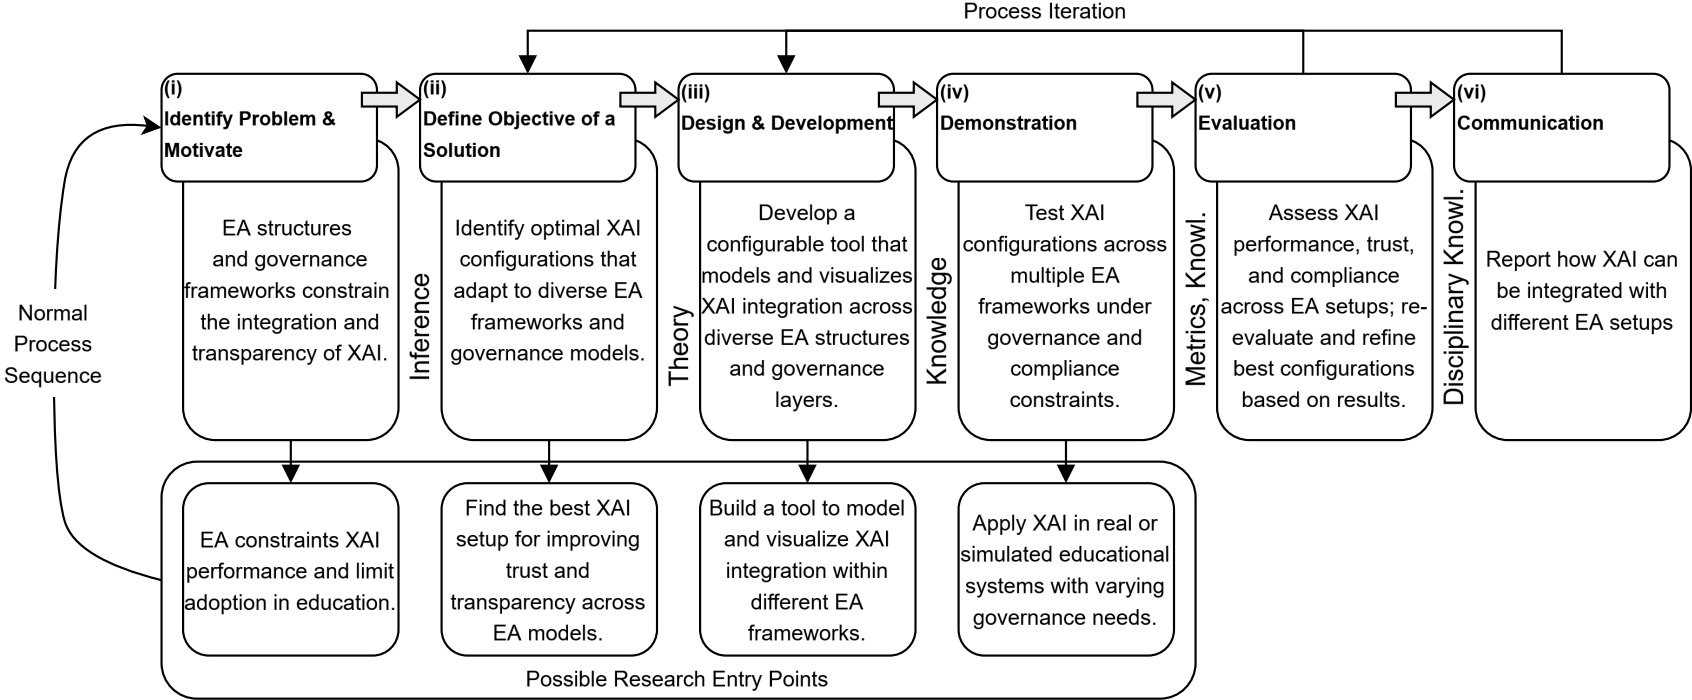 Process Iteration
(i)
Identify Problem &
Motivate
(ii)
Define Objective of a
Solution
(iii)
Design & Development
(iv)
Demonstration
(v)
Evaluation
(vi)
Communication
EA structures
and governance
frameworks constrain
the integration and
transparency of XAI.
Inference
Identify optimal XAI
configurations that
adapt to diverse EA
frameworks and
governance models.
Theory
Develop a
configurable tool that
models and visualizes
XAI integration across
diverse EA structures
and governance
layers.
Knowledge
Test XAI
configurations across
multiple EA
frameworks under
governance and
compliance
constraints.
Metrics, Knowl.
Assess XAI
performance, trust,
and compliance
across EA setups; re-
evaluate and refine
best configurations
based on results.
Disciplinary Knowl.
Report how XAI can
be integrated with
different EA setups
Normal
Process
Sequence
EA constraints XAI
performance and limit
adoption in education.
Find the best XAI
setup for improving
trust and
transparency across
EA models.
Build a tool to model
and visualize XAI
integration within
different EA
frameworks.
Apply XAI in real or
simulated educational
systems with varying
governance needs.
Possible Research Entry Points